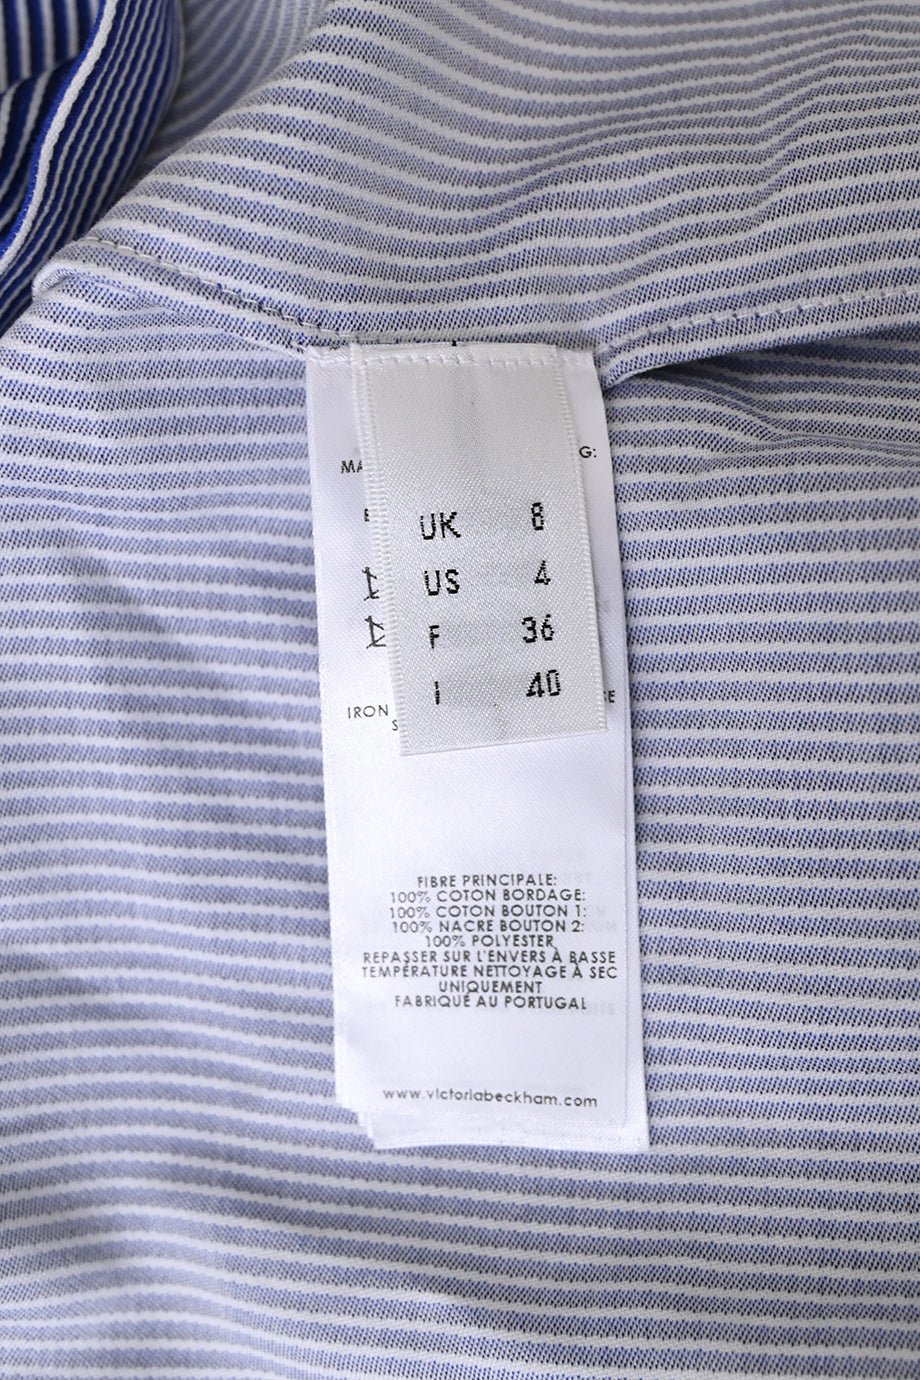 G:
UK 8
US 4
F 36
I 40
IRON
FIBRE PRINCIPALE:
100% COTON BORDAGE:
100% COTON BOUTON 1:
100% NACRE BOUTON 2:
100% POLYESTER
REPASSER SUR L'ENVERS À BASSE
TEMPÉRATURE NETTOYAGE À SEC
UNIQUEMENT
FABRIQUÉ AU PORTUGAL
www.victoriabeckham.com